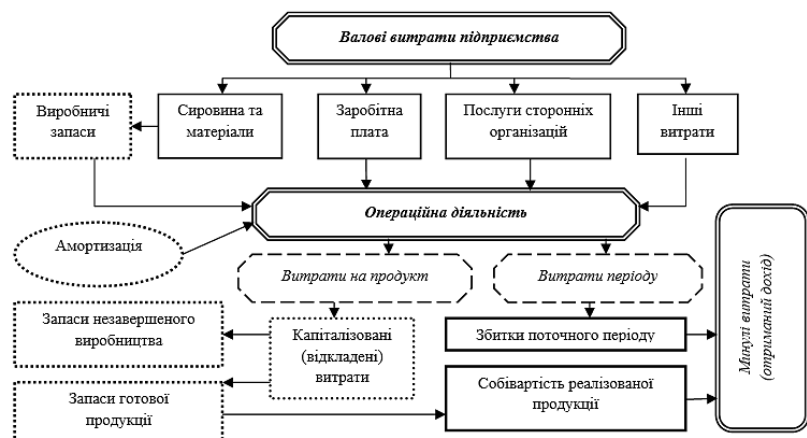 Валові витрати підприємства
Виробничі
запаси
Сировина та
матеріали
Заробітна
плата
Послуги сторонніх
організацій
Інші
витрати
Операційна діяльність
Амортизація
Витрати на продукт
Витрати періоду
Запаси незавершеного
виробництва
Капіталізовані
(відкладені)
витрати
Збитки поточного періоду
Запаси готової
продукції
Собівартість реалізованої
продукції
Минулі витрати
(отриманий дохід)